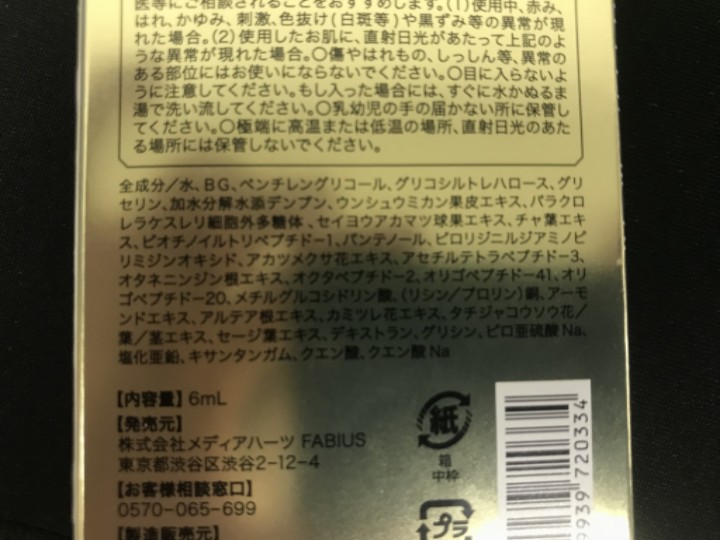 医等にご相談されることをおすすめします。(1)使用中、赤み、
はれ、かゆみ、刺激、色抜け(白斑等)や黒ずみ等の異常が現
れた場合。(2)使用したお肌に、直射日光があたって上記のよ
うな異常が現れた場合。〇傷やはれもの、しっしん等、異常の
ある部位にはお使いにならないでください。〇目に入らないよ
うに注意してください。もし入った場合には、すぐに水かぬるま
湯で洗い流してください。〇乳幼児の手の届かない所に保管し
てください。〇極端に高温または低温の場所、直射日光のあた
る場所には保管しないでください。
全成分/水、BG、ペンチレングリコール、グリコシルトレハロース、グリ
セリン、加水分解水添デンプン、ウンシュウミカン果皮エキス、パラクロ
レラケスレリ細胞外多糖体、セイヨウアカマツ球果エキス、チャ葉エキ
ス、ビオチノイルトリペプチド-1、パンテノール、ピロリジニルジアミノピ
リミジンオキシド、アカツメクサ花エキス、アセチルテトラペプチド-3、
オタネニンジン根エキス、オクタペプチド-2、オリゴペプチド-41、オリ
ゴペプチド-20、メチルグルコシドリン酸、(リシン/プロリン)銅、アーモ
ンドエキス、アルテア根エキス、カミツレ花エキス、タチジャコウソウ花/
葉/茎エキス、セージ葉エキス、デキストラン、グリシン、ピロ亜硫酸Na、
塩化亜鉛、キサンタンガム、クエン酸、クエン酸Na
【内容量】6mL
【発売元】
株式会社メディアハーツ FABIUS
東京都渋谷区渋谷2-12-4
【お客様相談窓口】
0570-065-699
【製造販売元】
紙
箱
中枠
プラ
9939 720334